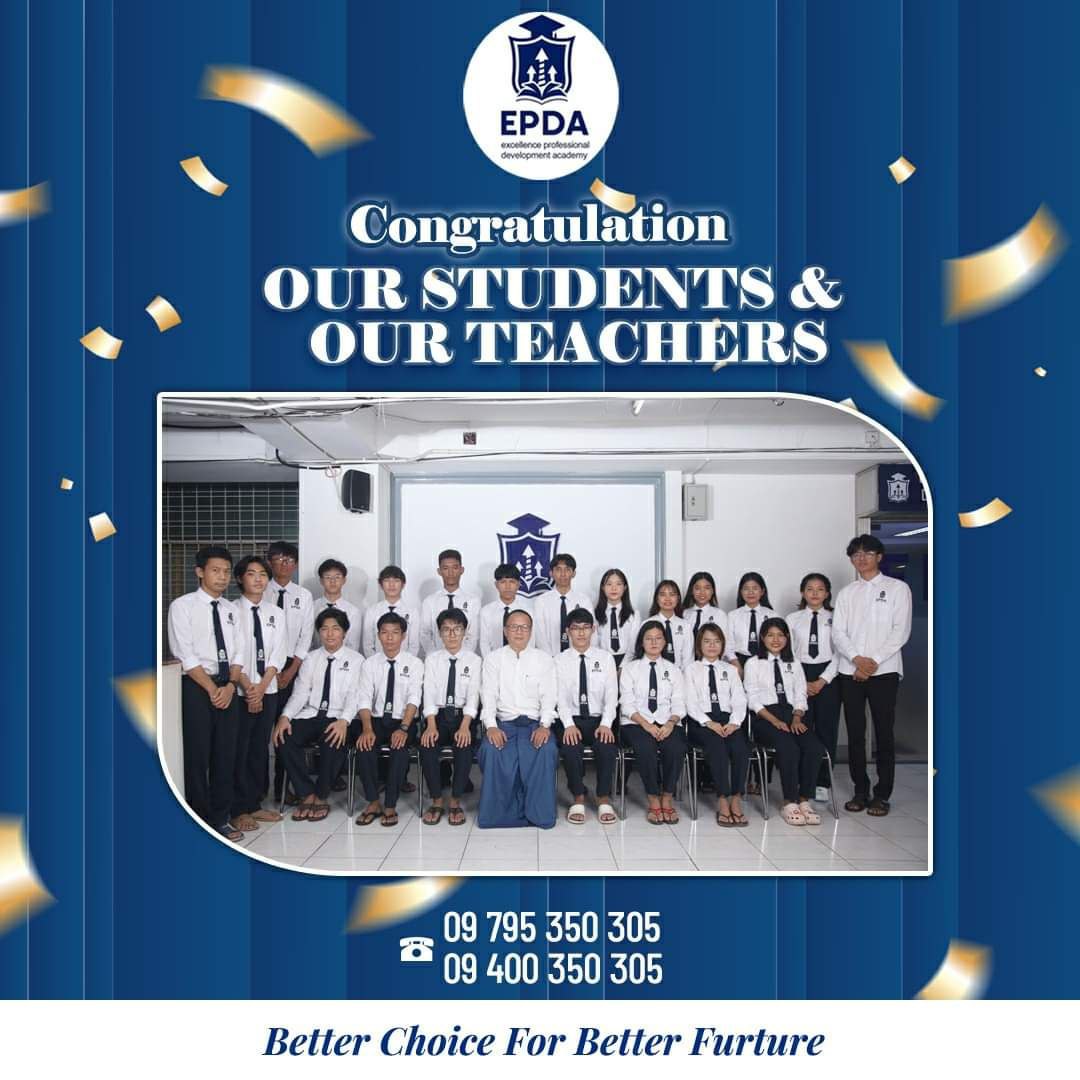 EPDA
excellence professional
development academy
Congratulation
OUR STUDENTS &
OUR TEACHERS
09 795 350 305
09 400 350 305
Better Choice For Better Furture